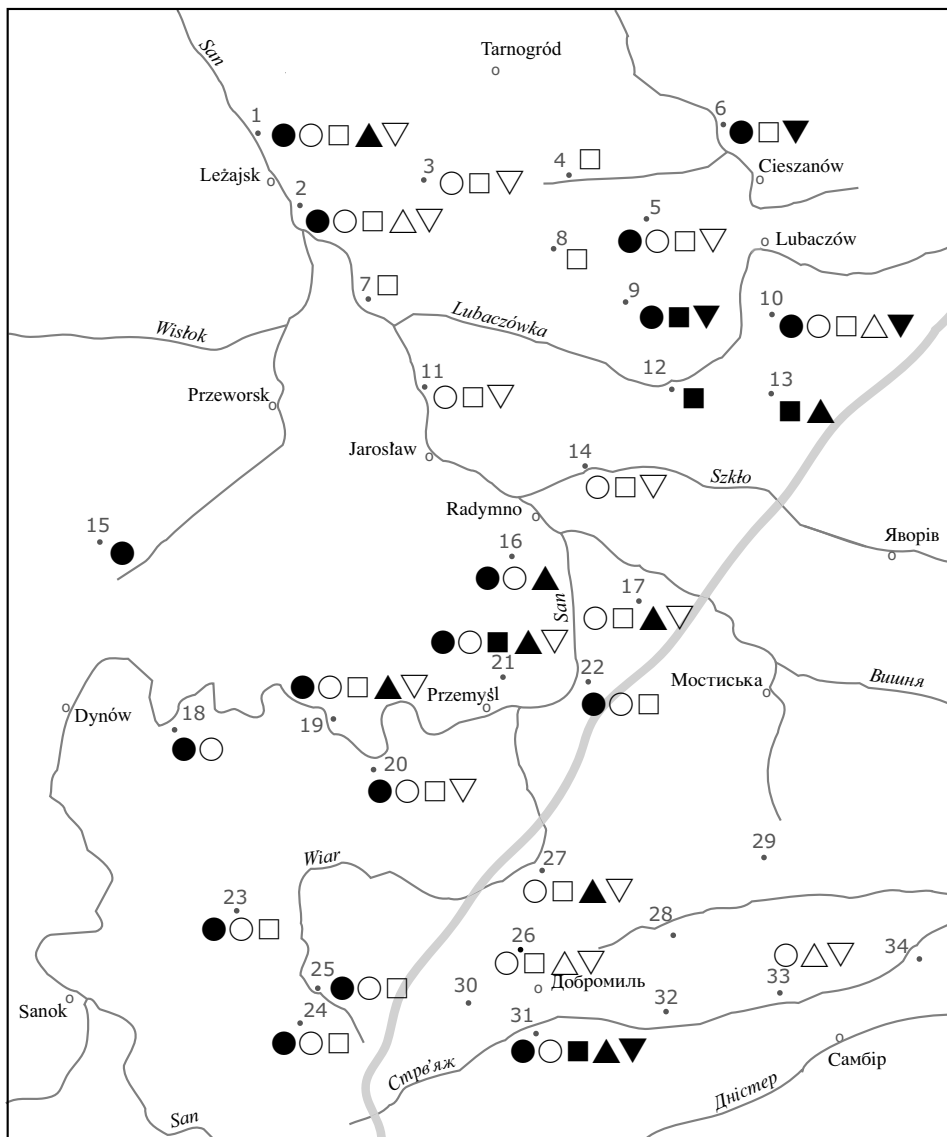 San
Tarnogród
1
6
Leżajsk
3
4
Cieszanów
2
5
8
Lubaczów
7
9
10
Wisłok
Lubaczówka
11
12
13
Przeworsk
Jarosław
14
Szkło
Radymno
15
16
Яворів
17
San
21
22
Przemyśl
Мостиська
Вишня
Dynów
18
19
20
Wiar
27
29
23
28
26
34
25
30
Добромиль
33
Sanok
24
32
31
Стрв'яж
Самбір
Дністер
San